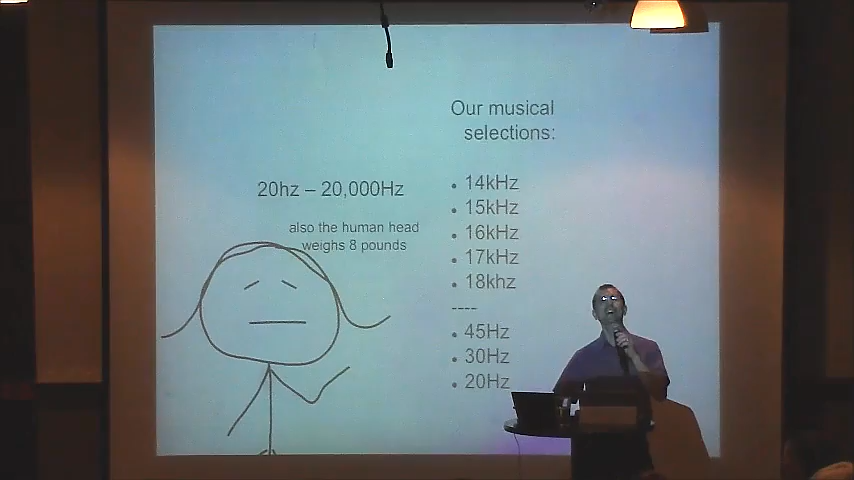 20hz – 20,000Hz
also the human head
weighs 8 pounds
Our musical
selections:
• 14kHz
• 15kHz
• 16kHz
• 17kHz
• 18khz
----
• 45Hz
• 30Hz
• 20Hz